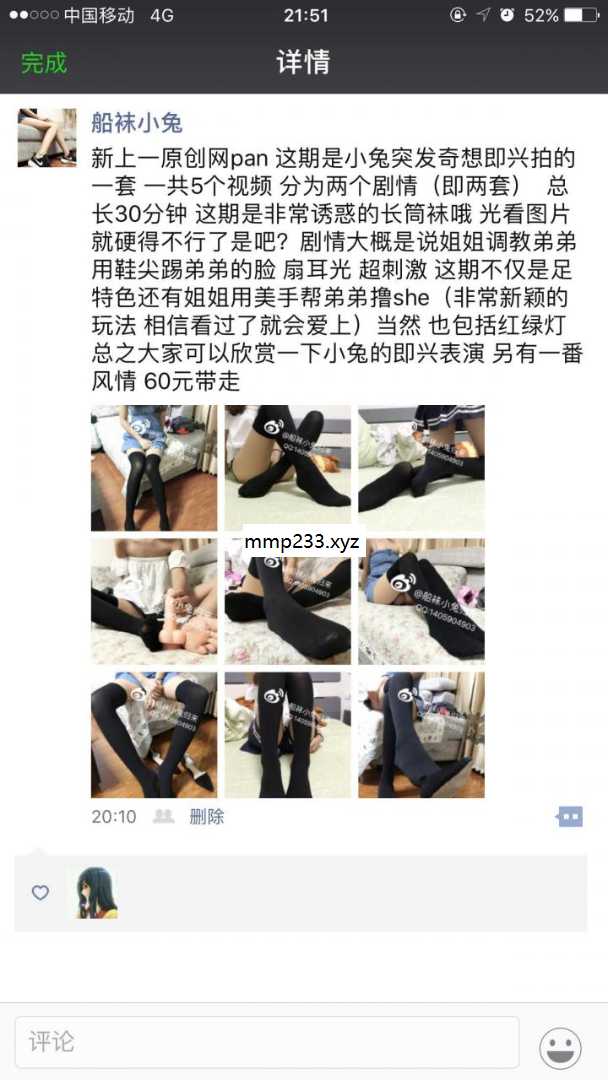 中国移动 4G 21:51 52%
完成 详情
船袜小兔
新上一原创网pan 这期是小兔突发奇想即兴拍的
一套 一共5个视频 分为两个剧情（即两套） 总
长30分钟 这期是非常诱惑的长筒袜哦 光看图片
就硬得不行了是吧？剧情大概是说姐姐调教弟弟
用鞋尖踢弟弟的脸 扇耳光 超刺激 这期不仅是足
特色还有姐姐用美手帮弟弟撸she（非常新颖的
玩法 相信看过了就会爱上）当然 也包括红绿灯
总之大家可以欣赏一下小兔的即兴表演 另有一番
风情 60元带走
@船袜小兔归来
QQ:1405904903
mmp233.xyz
@船袜小兔
QQ:1405904903
20:10 删除
评论